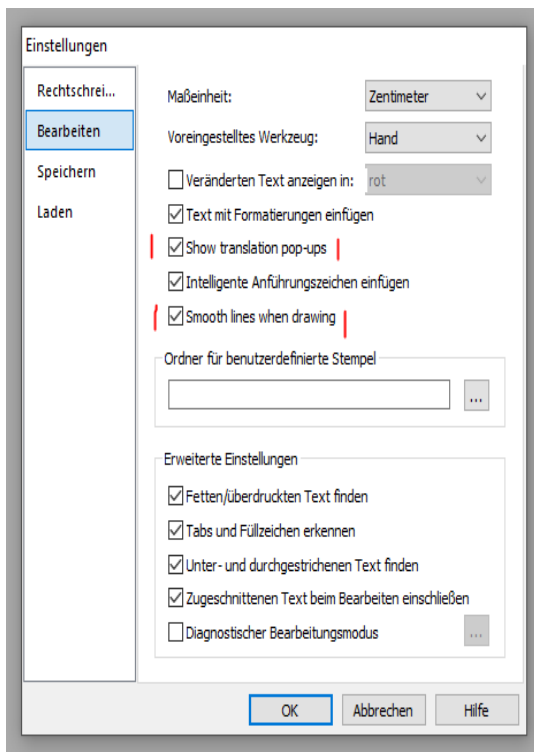 Einstellungen
Rechtschrei...
Bearbeiten
Speichern
Laden
Maßeinheit: Zentimeter
Voreingestelltes Werkzeug: Hand
Veränderten Text anzeigen in: rot
Text mit Formatierungen einfügen
Show translation pop-ups
Intelligente Anführungszeichen einfügen
Smooth lines when drawing
Ordner für benutzerdefinierte Stempel
...
Erweiterte Einstellungen
Fetten/überdruckten Text finden
Tabs und Füllzeichen erkennen
Unter- und durchgestrichenen Text finden
Zugeschnittenen Text beim Bearbeiten einschließen
Diagnostischer Bearbeitungsmodus ...
OK Abbrechen Hilfe